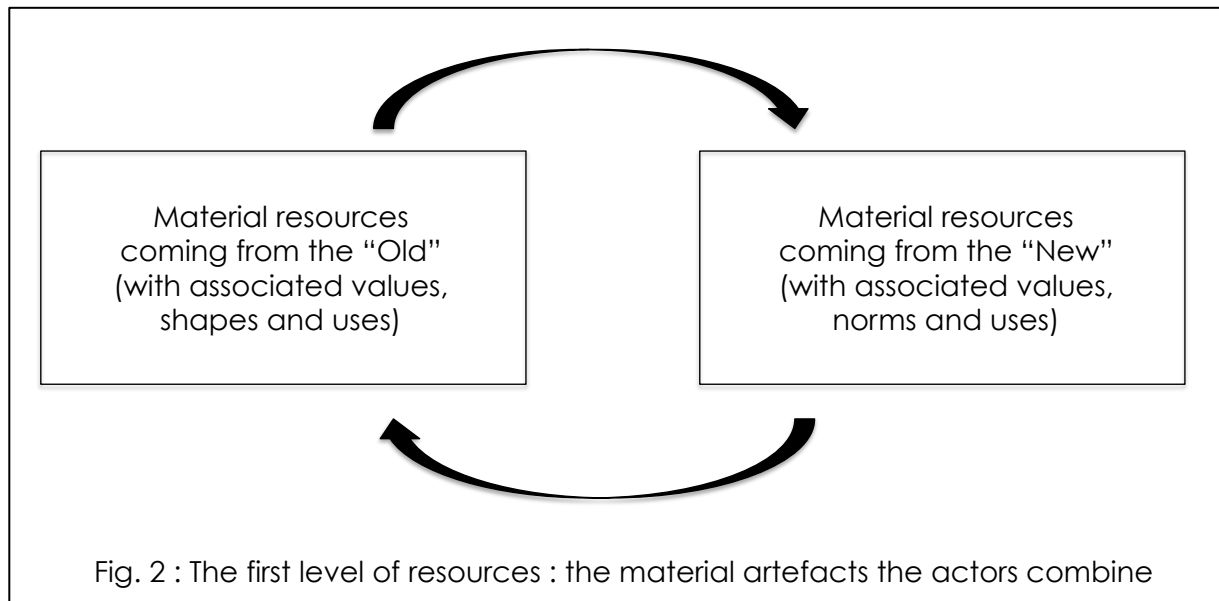 Material resources
coming from the “Old”
(with associated values,
shapes and uses)
Material resources
coming from the “New”
(with associated values,
norms and uses)
Fig. 2 : The first level of resources : the material artefacts the actors combine